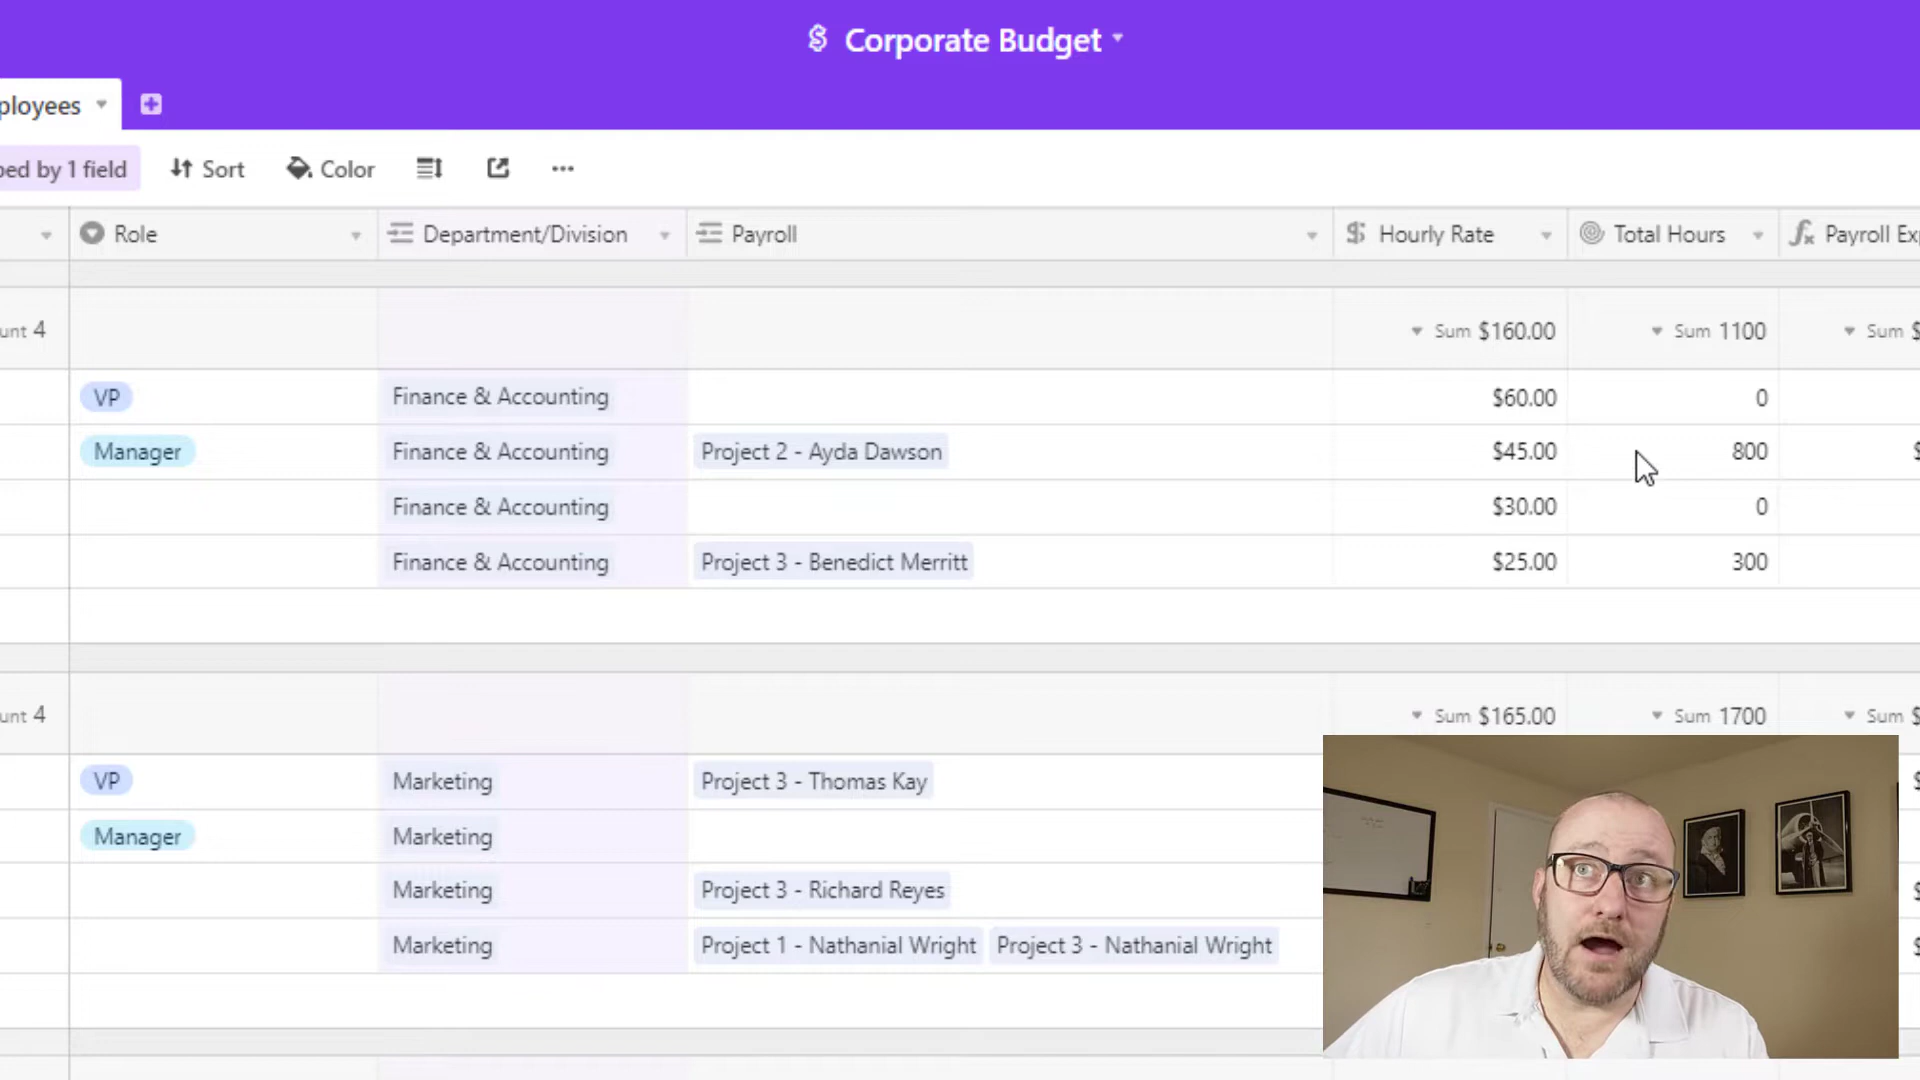 Corporate Budget
ployees
ped by 1 field Sort Color
Role Department/Division Payroll Hourly Rate Total Hours Payroll Exp
unt 4 Sum $160.00 Sum 1100 Sum $
VP Finance & Accounting $60.00 0
Manager Finance & Accounting Project 2 - Ayda Dawson $45.00 800 $
Finance & Accounting $30.00 0
Finance & Accounting Project 3 - Benedict Merritt $25.00 300
unt 4 Sum $165.00 Sum 1700 Sum $
VP Marketing Project 3 - Thomas Kay $
Manager Marketing
Marketing Project 3 - Richard Reyes $
Marketing Project 1 - Nathanial Wright Project 3 - Nathanial Wright $